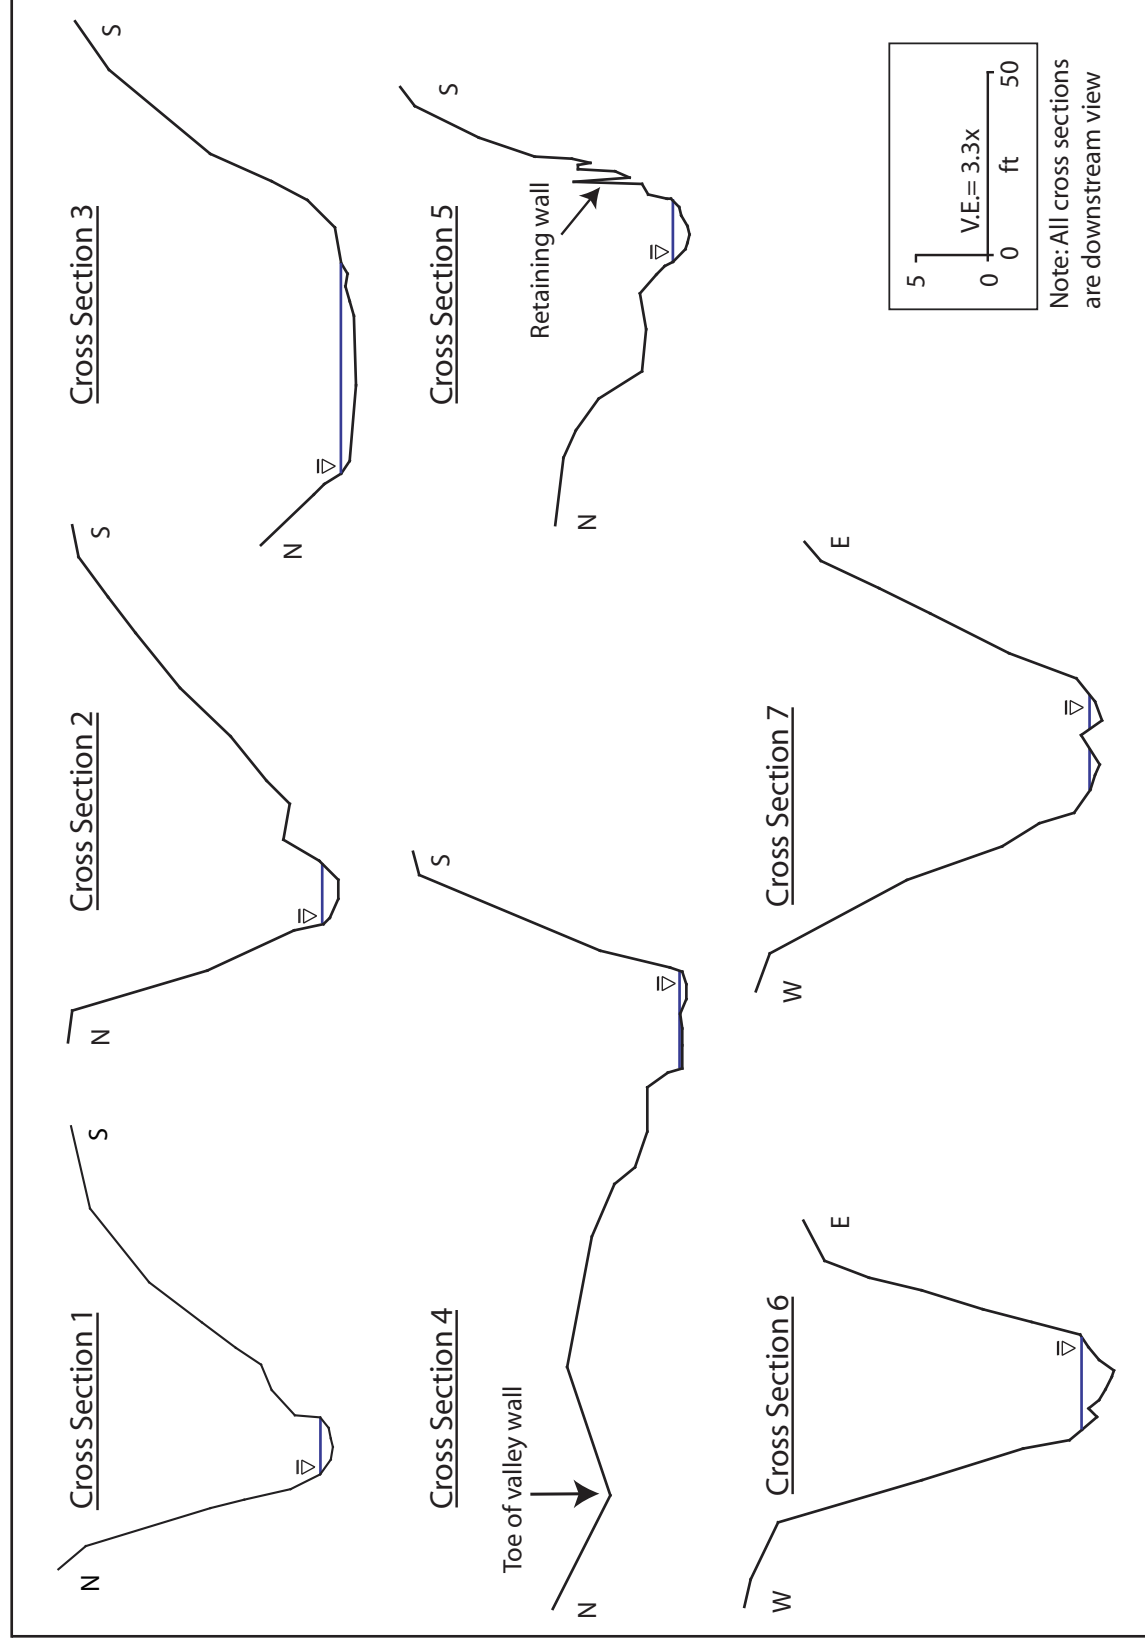 Cross Section 1
N
S
Cross Section 2
N
S
Cross Section 3
N
S
Cross Section 4
Toe of valley wall
N
S
Cross Section 5
Retaining wall
N
S
Cross Section 6
W
E
Cross Section 7
W
E
5
V.E.= 3.3x
0
0 ft 50
Note: All cross sections
are downstream view